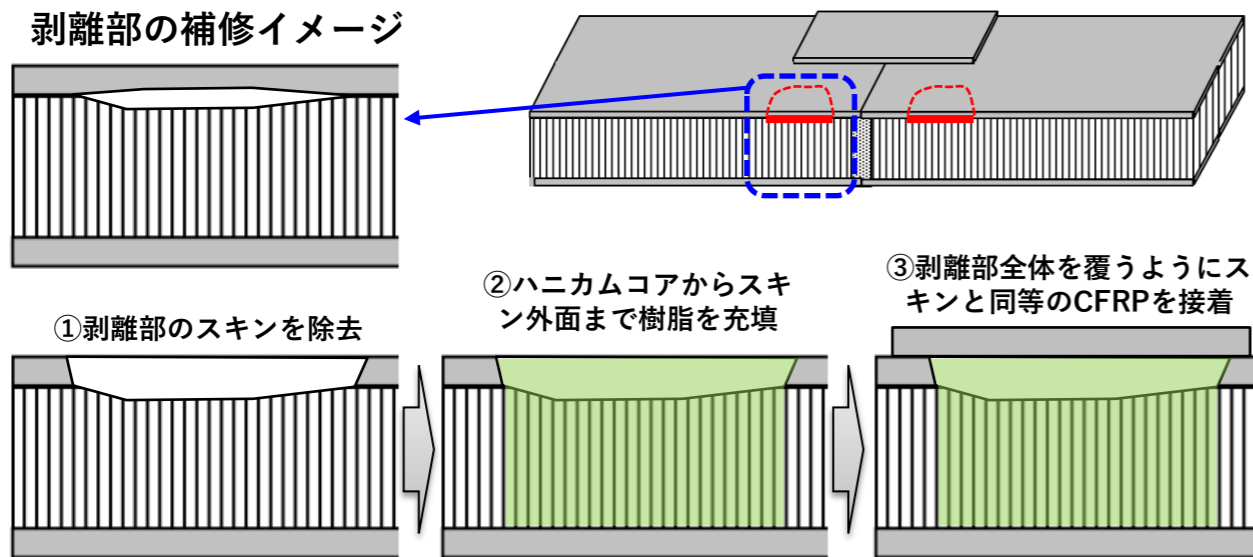 剥離部の補修イメージ
①剥離部のスキンを除去
②ハニカムコアからスキ
ン外面まで樹脂を充填
③剥離部全体を覆うようにス
キンと同等のCFRPを接着